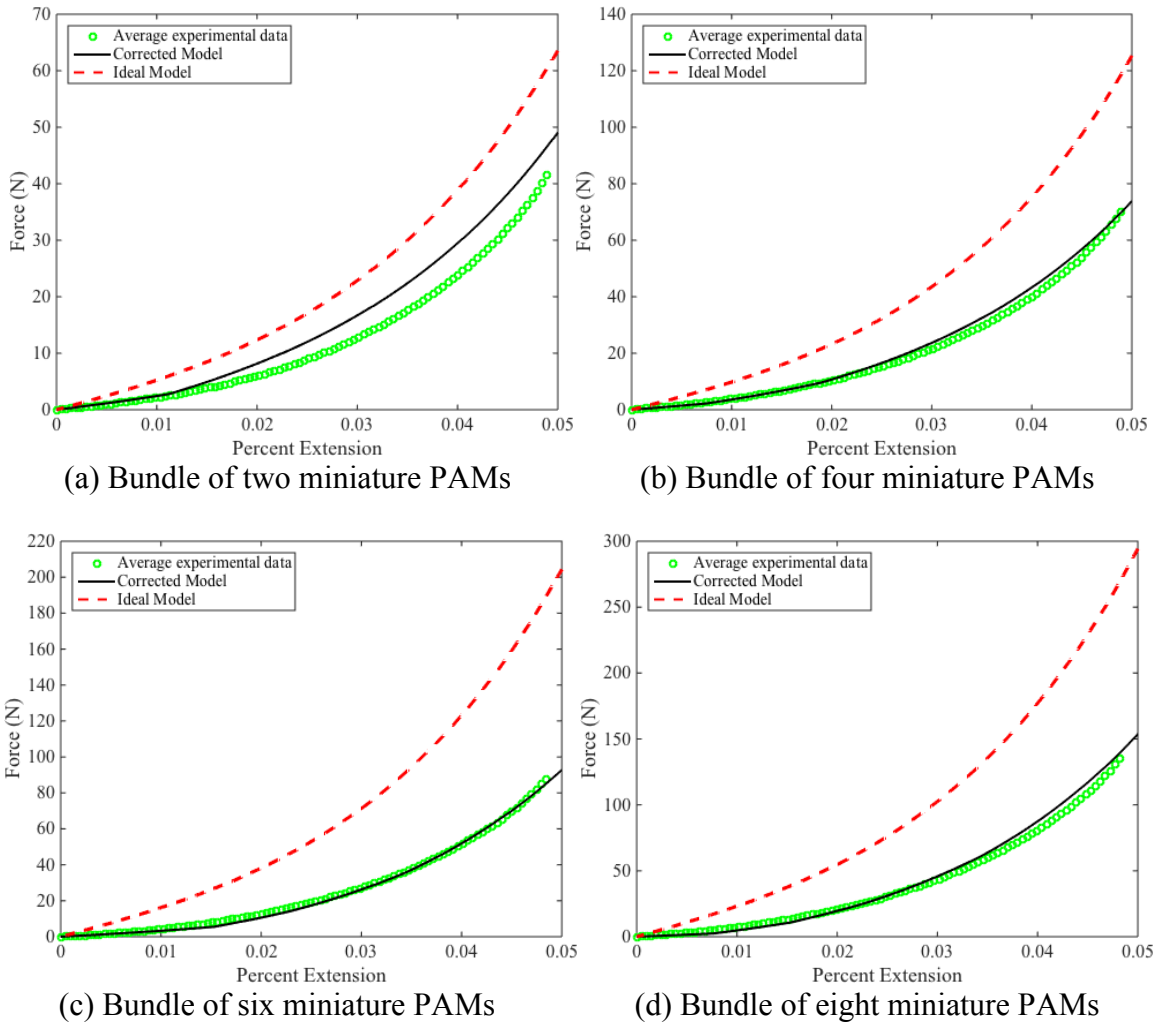 70
60
50
40
30
20
10
0
Force (N)
Average experimental data
Corrected Model
Ideal Model
0 0.01 0.02 0.03 0.04 0.05
Percent Extension
(a) Bundle of two miniature PAMs
140
120
100
80
60
40
20
0
Force (N)
Average experimental data
Corrected Model
Ideal Model
0 0.01 0.02 0.03 0.04 0.05
Percent Extension
(b) Bundle of four miniature PAMs
220
200
180
160
140
120
100
80
60
40
20
0
Force (N)
Average experimental data
Corrected Model
Ideal Model
0 0.01 0.02 0.03 0.04 0.05
Percent Extension
(c) Bundle of six miniature PAMs
300
250
200
150
100
50
0
Force (N)
Average experimental data
Corrected Model
Ideal Model
0 0.01 0.02 0.03 0.04 0.05
Percent Extension
(d) Bundle of eight miniature PAMs